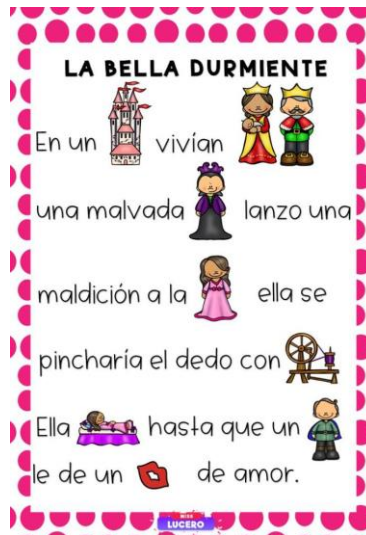 LA BELLA DURMIENTE
En un vivían
una malvada lanzo una
maldición a la ella se
pincharía el dedo con
Ella hasta que un
le de un de amor.
MISS
LUCERO